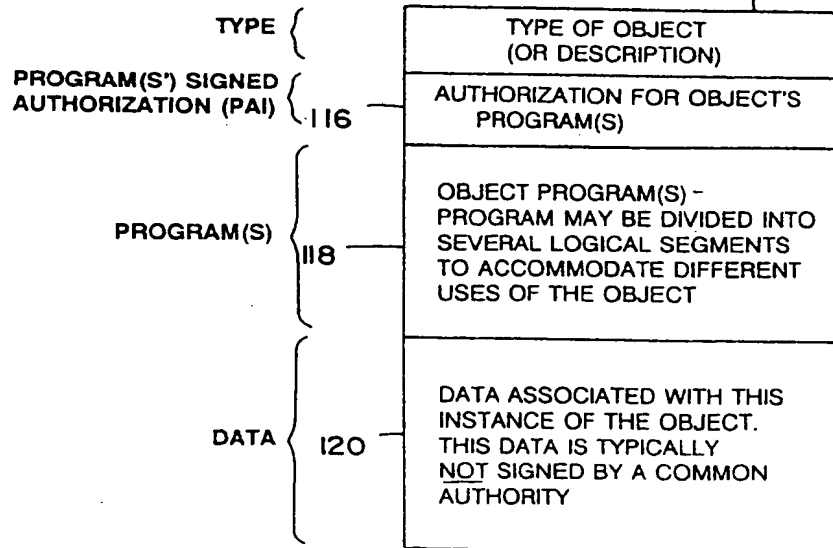 TYPE
TYPE OF OBJECT
(OR DESCRIPTION)
PROGRAM(S') SIGNED
AUTHORIZATION (PAI)
116
AUTHORIZATION FOR OBJECT'S
PROGRAM(S)
PROGRAM(S)
118
OBJECT PROGRAM(S) -
PROGRAM MAY BE DIVIDED INTO
SEVERAL LOGICAL SEGMENTS
TO ACCOMMODATE DIFFERENT
USES OF THE OBJECT
DATA
120
DATA ASSOCIATED WITH THIS
INSTANCE OF THE OBJECT.
THIS DATA IS TYPICALLY
NOT SIGNED BY A COMMON
AUTHORITY